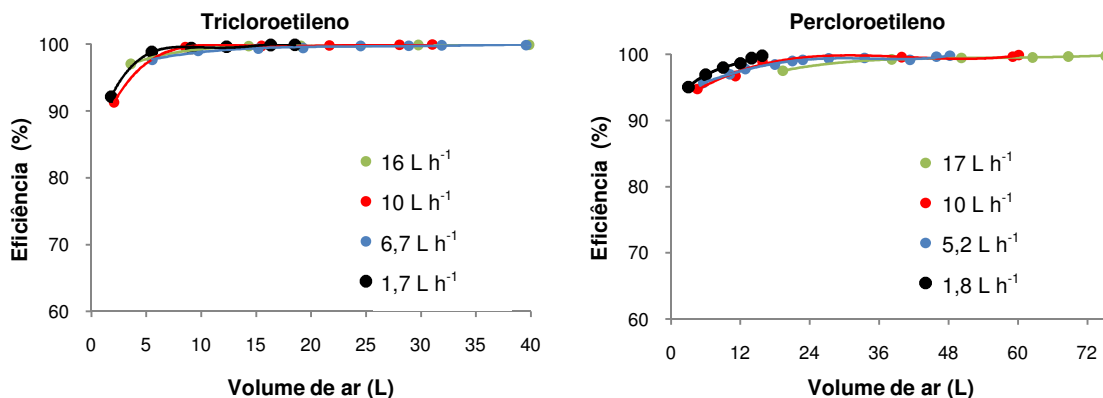 Tricloroetileno
100
90
80
70
60
Eficiência (%)
16 L h⁻¹
10 L h⁻¹
6,7 L h⁻¹
1,7 L h⁻¹
0 5 10 15 20 25 30 35 40
Volume de ar (L)
Percloroetileno
100
90
80
70
60
Eficiência (%)
17 L h⁻¹
10 L h⁻¹
5,2 L h⁻¹
1,8 L h⁻¹
0 12 24 36 48 60 72
Volume de ar (L)